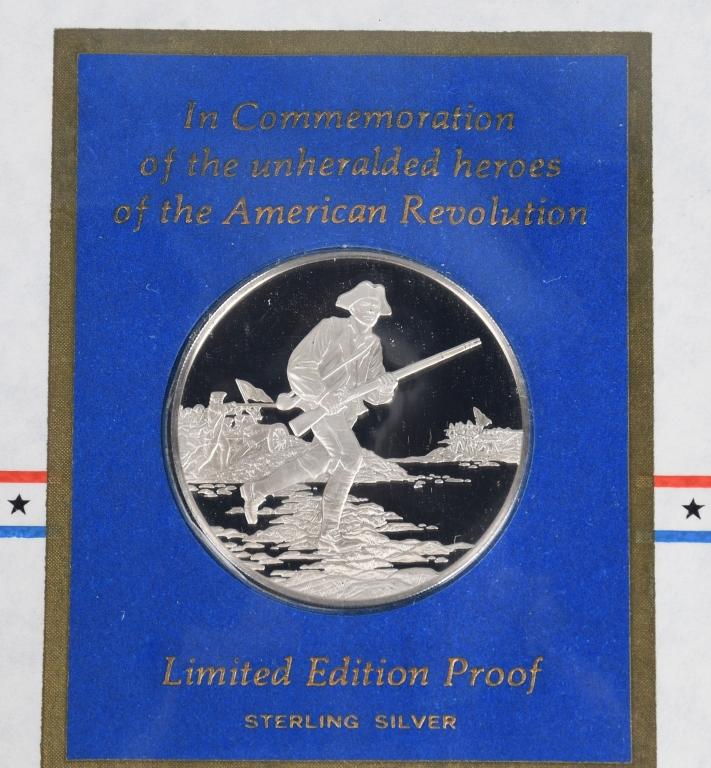 In Commemoration
of the unheralded heroes
of the American Revolution
Limited Edition Proof
STERLING SILVER